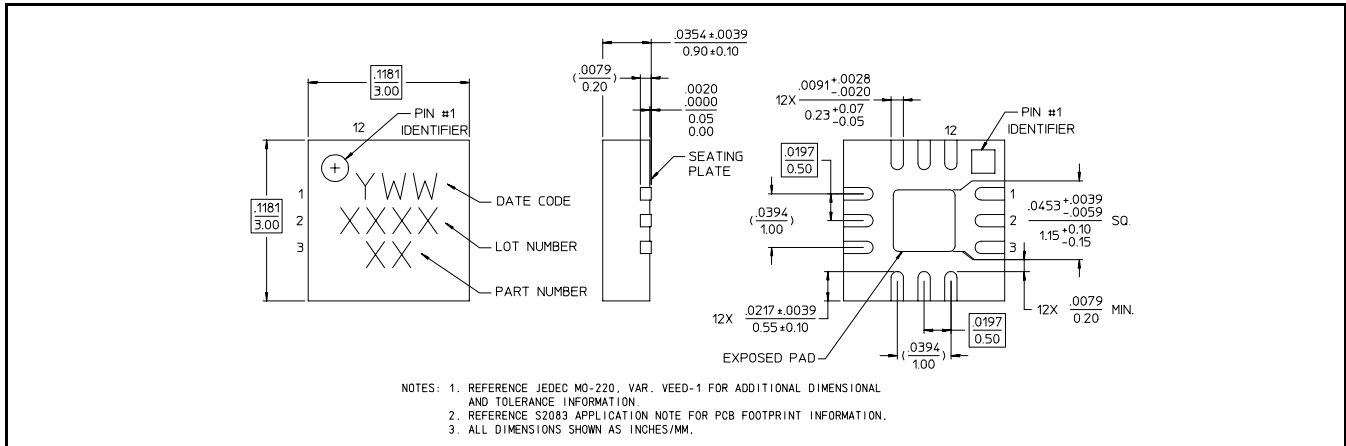 .1181
3.00
12
PIN #1
IDENTIFIER
.1181
3.00
1
2
3
YWW
XXXX
XX
DATE CODE
LOT NUMBER
PART NUMBER
.0354±.0039
0.90±0.10
(.0079
0.20)
.0020
.0000
0.05
0.00
SEATING
PLATE
12X .0091 +.0028
-.0020
0.23 +0.07
-0.05
12
PIN #1
IDENTIFIER
.0197
0.50
(.0394
1.00)
1
2
3
.0453 +.0039
-.0059
SQ.
1.15 +0.10
-0.15
12X .0217±.0039
0.55±0.10
12X .0079 MIN.
0.20
.0197
0.50
(.0394
1.00)
EXPOSED PAD
NOTES: 1. REFERENCE JEDEC MO-220, VAR. VEED-1 FOR ADDITIONAL DIMENSIONAL
AND TOLERANCE INFORMATION.
2. REFERENCE S2083 APPLICATION NOTE FOR PCB FOOTPRINT INFORMATION.
3. ALL DIMENSIONS SHOWN AS INCHES/MM.